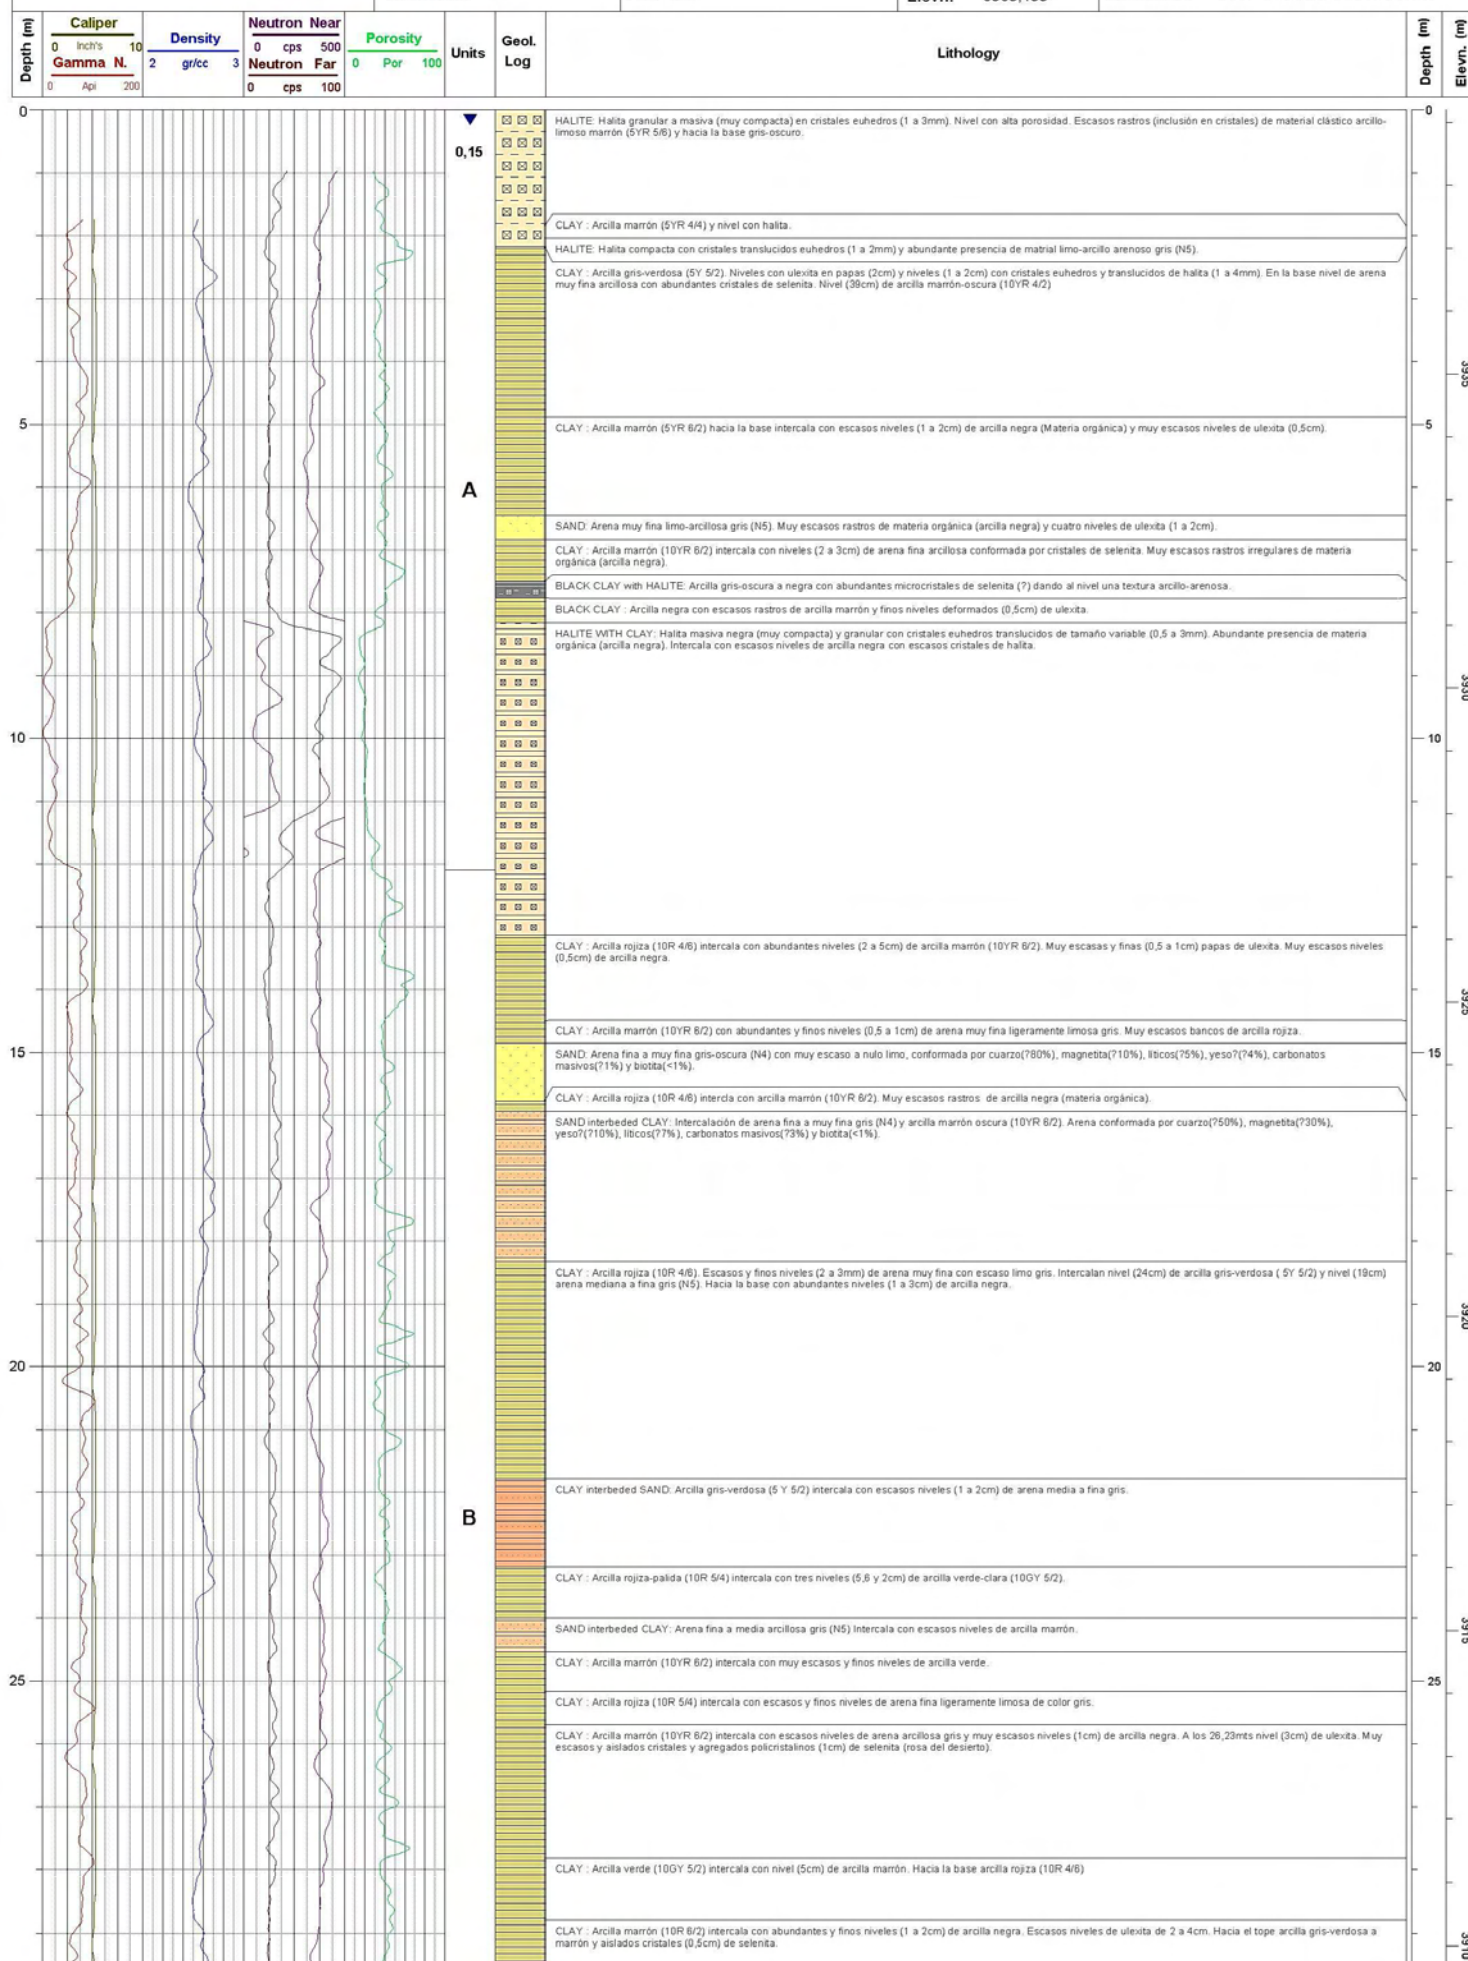 Depth (m)
Caliper
0 Inch's 10
Gamma N.
0 Api 200
Density
2 gr/cc 3
Neutron Near
0 cps 500
Neutron Far
0 cps 100
Porosity
0 Por 100
Units
Geol.
Log
Lithology
Depth (m)
Elevn. (m)
0
0
0,15
HALITE: Halita granular a masiva (muy compacta) en cristales euhedros (1 a 3mm). Nivel con alta porosidad. Escasos rastros (inclusión en cristales) de material clástico arcillo-
limoso marrón (5YR 5/6) y hacia la base gris-oscuro.
CLAY : Arcilla marrón (5YR 4/4) y nivel con halita.
HALITE: Halita compacta con cristales translucidos euhedros (1 a 2mm) y abundante presencia de matrial limo-arcillo arenoso gris (N5).
CLAY : Arcilla gris-verdosa (5Y 5/2). Niveles con ulexita en papas (2cm) y niveles (1 a 2cm) con cristales euhedros y translucidos de halita (1 a 4mm). En la base nivel de arena
muy fina arcillosa con abundantes cristales de selenita. Nivel (39cm) de arcilla marrón-oscura (10YR 4/2)
3935
5
5
CLAY : Arcilla marrón (5YR 6/2) hacia la base intercala con escasos niveles (1 a 2cm) de arcilla negra (Materia orgánica) y muy escasos niveles de ulexita (0,5cm).
A
SAND: Arena muy fina limo-arcillosa gris (N5). Muy escasos rastros de materia orgánica (arcilla negra) y cuatro niveles de ulexita (1 a 2cm).
CLAY : Arcilla marrón (10YR 6/2) intercala con niveles (2 a 3cm) de arena fina arcillosa conformada por cristales de selenita. Muy escasos rastros irregulares de materia
orgánica (arcilla negra).
BLACK CLAY with HALITE: Arcilla gris-oscura a negra con abundantes microcristales de selenita (?) dando al nivel una textura arcillo-arenosa.
BLACK CLAY : Arcilla negra con escasos rastros de arcilla marrón y finos niveles deformados (0,5cm) de ulexita.
HALITE WITH CLAY: Halita masiva negra (muy compacta) y granular con cristales euhedros translucidos de tamaño variable (0,5 a 3mm). Abundante presencia de materia
orgánica (arcilla negra). Intercala con escasos niveles de arcilla negra con escasos cristales de halita.
3930
10
10
CLAY : Arcilla rojiza (10R 4/6) intercala con abundantes niveles (2 a 5cm) de arcilla marrón (10YR 6/2). Muy escasas y finas (0,5 a 1cm) papas de ulexita. Muy escasos niveles
(0,5cm) de arcilla negra.
3925
CLAY : Arcilla marrón (10YR 6/2) con abundantes y finos niveles (0,5 a 1cm) de arena muy fina ligeramente limosa gris. Muy escasos bancos de arcilla rojiza.
15
15
SAND: Arena fina a muy fina gris-oscura (N4) con muy escaso a nulo limo, conformada por cuarzo(?80%), magnetita(?10%), líticos(?5%), yeso?(?4%), carbonatos
masivos(?1%) y biotita(<1%).
CLAY : Arcilla rojiza (10R 4/6) intercla con arcilla marrón (10YR 6/2). Muy escasos rastros de arcilla negra (materia orgánica).
SAND interbeded CLAY: Intercalación de arena fina a muy fina gris (N4) y arcilla marrón oscura (10YR 6/2). Arena conformada por cuarzo(?50%), magnetita(?30%),
yeso?(?10%), líticos(?7%), carbonatos masivos(?3%) y biotita(<1%).
CLAY : Arcilla rojiza (10R 4/6). Escasos y finos niveles (2 a 3mm) de arena muy fina con escaso limo gris. Intercalan nivel (24cm) de arcilla gris-verdosa ( 5Y 5/2) y nivel (19cm)
arena mediana a fina gris (N5). Hacia la base con abundantes niveles (1 a 3cm) de arcilla negra.
3920
20
20
CLAY interbeded SAND: Arcilla gris-verdosa (5 Y 5/2) intercala con escasos niveles (1 a 2cm) de arena media a fina gris.
B
CLAY : Arcilla rojiza-palida (10R 5/4) intercala con tres niveles (5,6 y 2cm) de arcilla verde-clara (10GY 5/2).
SAND interbeded CLAY: Arena fina a media arcillosa gris (N5) Intercala con escasos niveles de arcilla marrón.
3915
CLAY : Arcilla marrón (10YR 6/2) intercala con muy escasos y finos niveles de arcilla verde.
25
25
CLAY : Arcilla rojiza (10R 5/4) intercala con escasos y finos niveles de arena fina ligeramente limosa de color gris.
CLAY : Arcilla marrón (10YR 6/2) intercala con escasos niveles de arena arcillosa gris y muy escasos niveles (1cm) de arcilla negra. A los 26,23mts nivel (3cm) de ulexita. Muy
escasos y aislados cristales y agregados policristalinos (1cm) de selenita (rosa del desierto).
CLAY : Arcilla verde (10GY 5/2) intercala con nivel (5cm) de arcilla marrón. Hacia la base arcilla rojiza (10R 4/6)
CLAY : Arcilla marrón (10R 6/2) intercala con abundantes y finos niveles (1 a 2cm) de arcilla negra. Escasos niveles de ulexita de 2 a 4cm. Hacia el tope arcilla gris-verdosa a
marrón y aislados cristales (0,5cm) de selenita.
3910